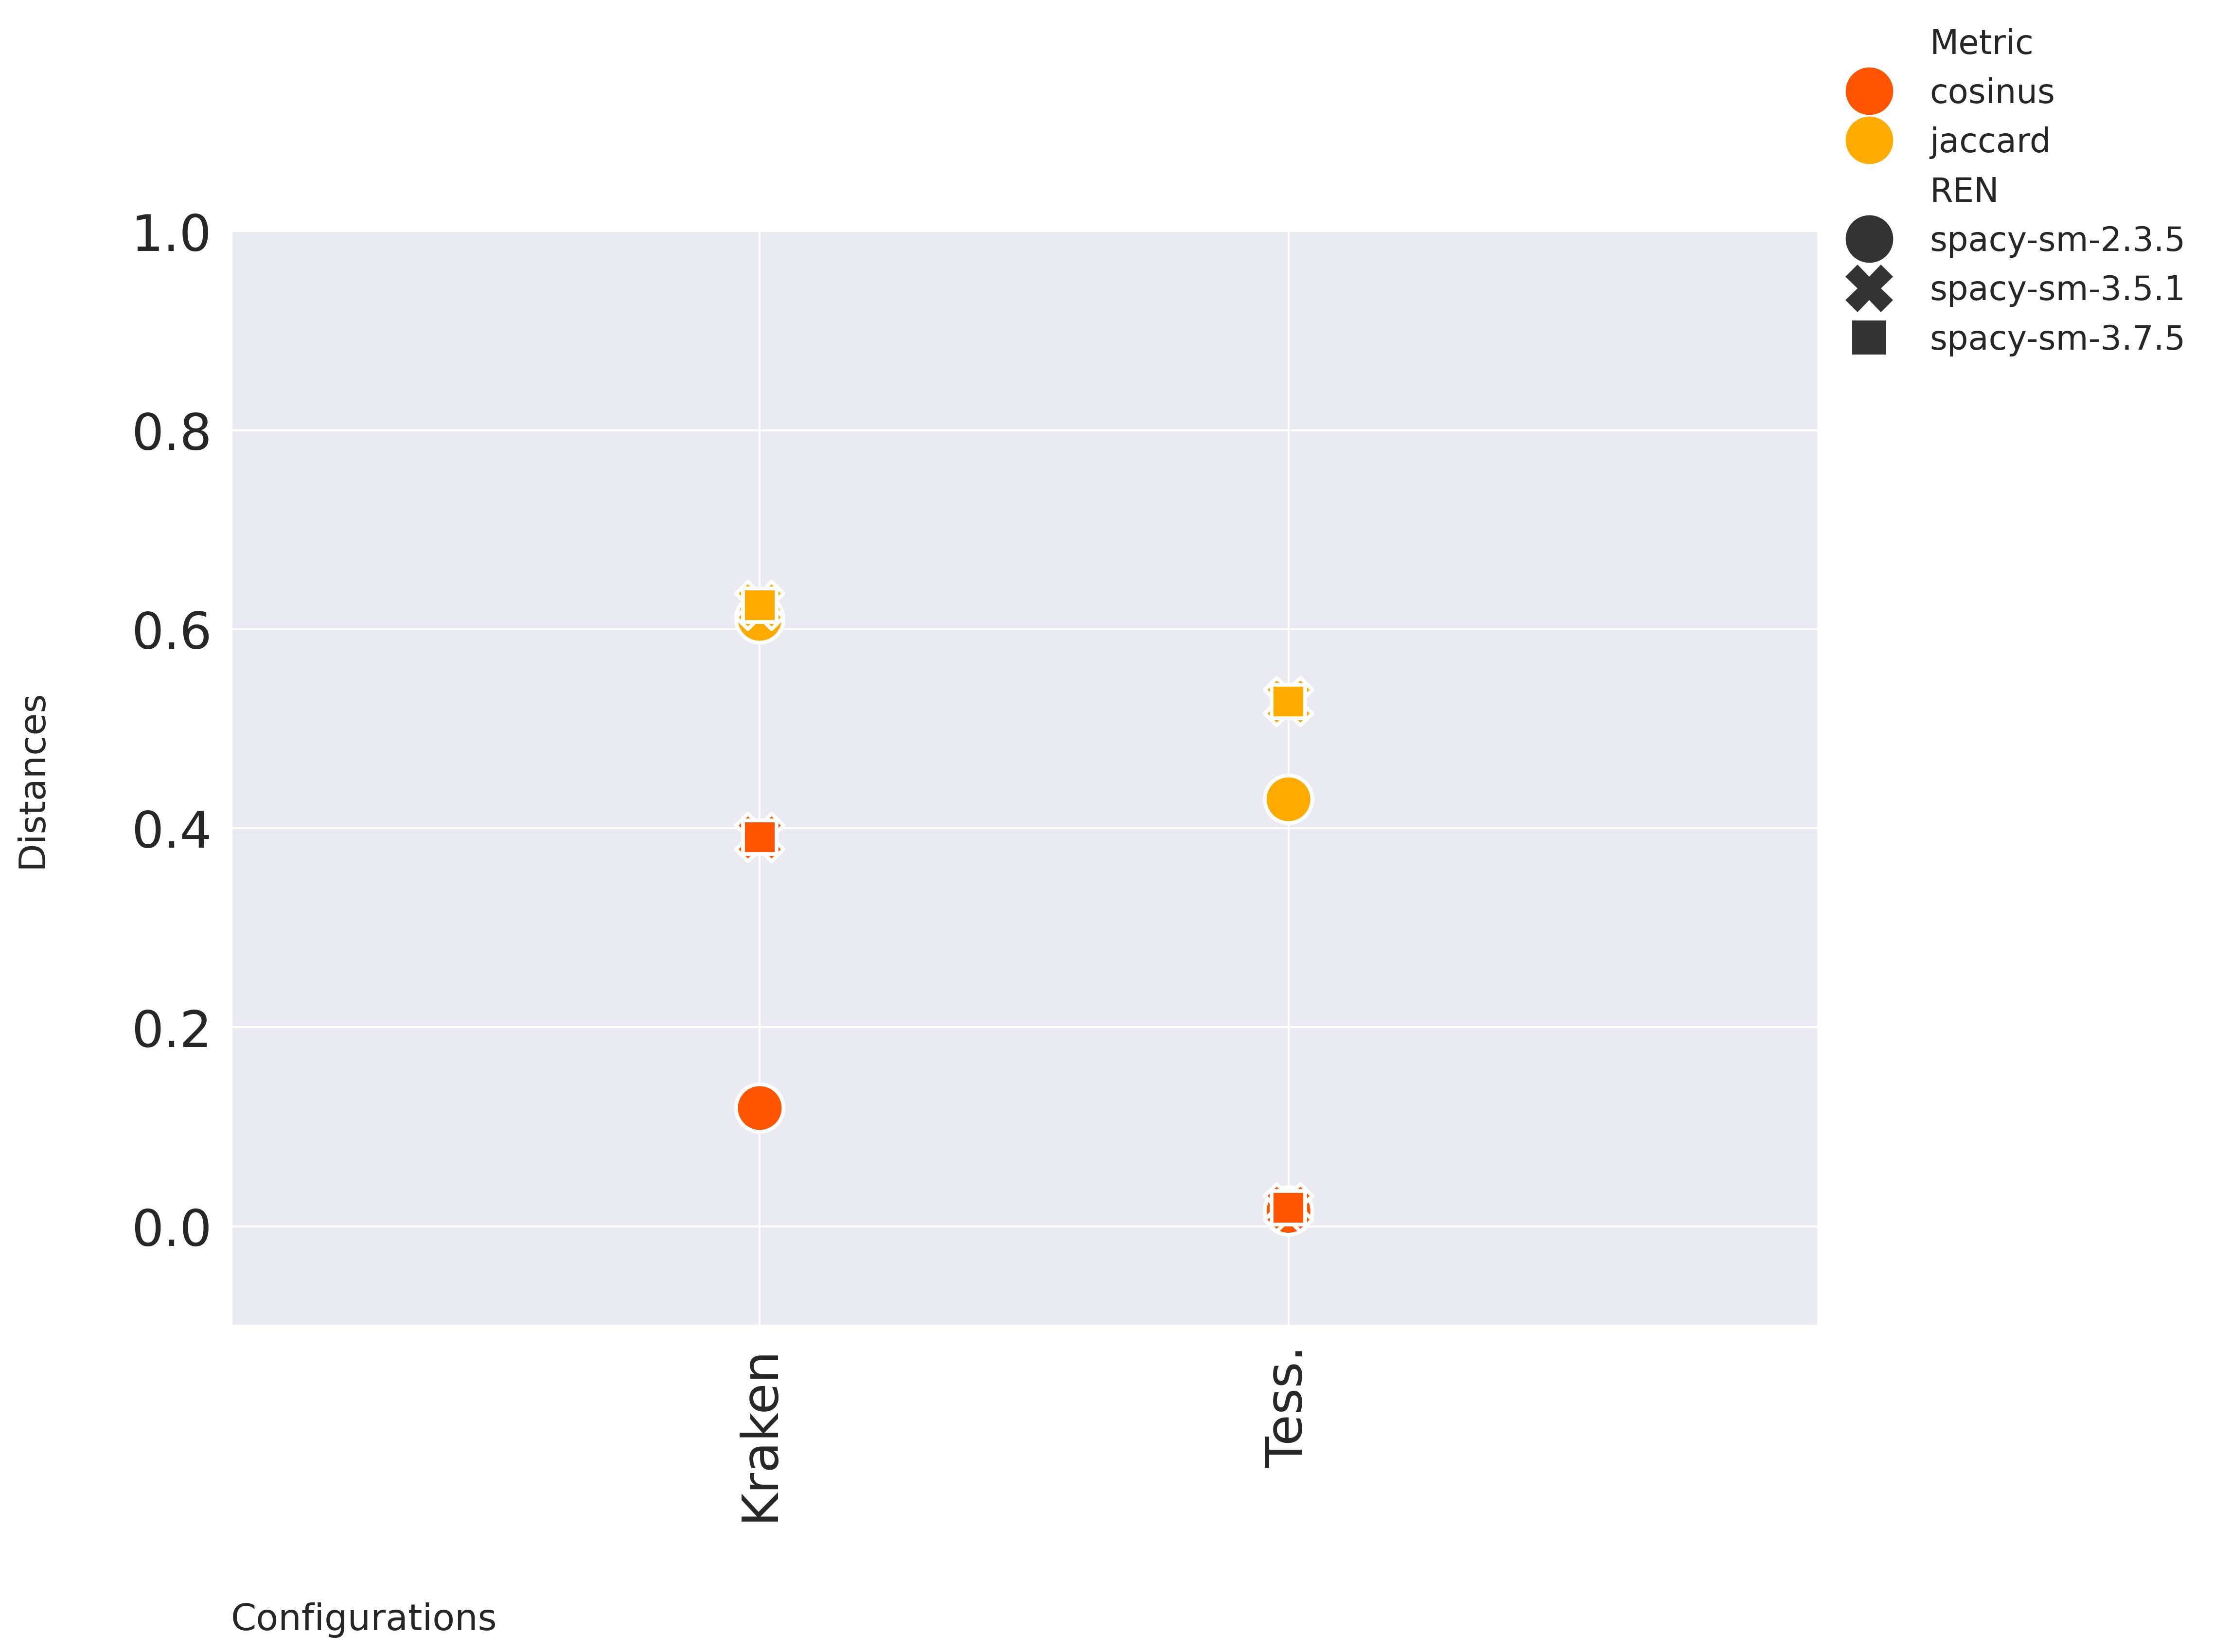 Metric
cosinus
jaccard
REN
spacy-sm-2.3.5
spacy-sm-3.5.1
spacy-sm-3.7.5
1.0
0.8
0.6
0.4
0.2
0.0
Distances
Kraken
Tess.
Configurations